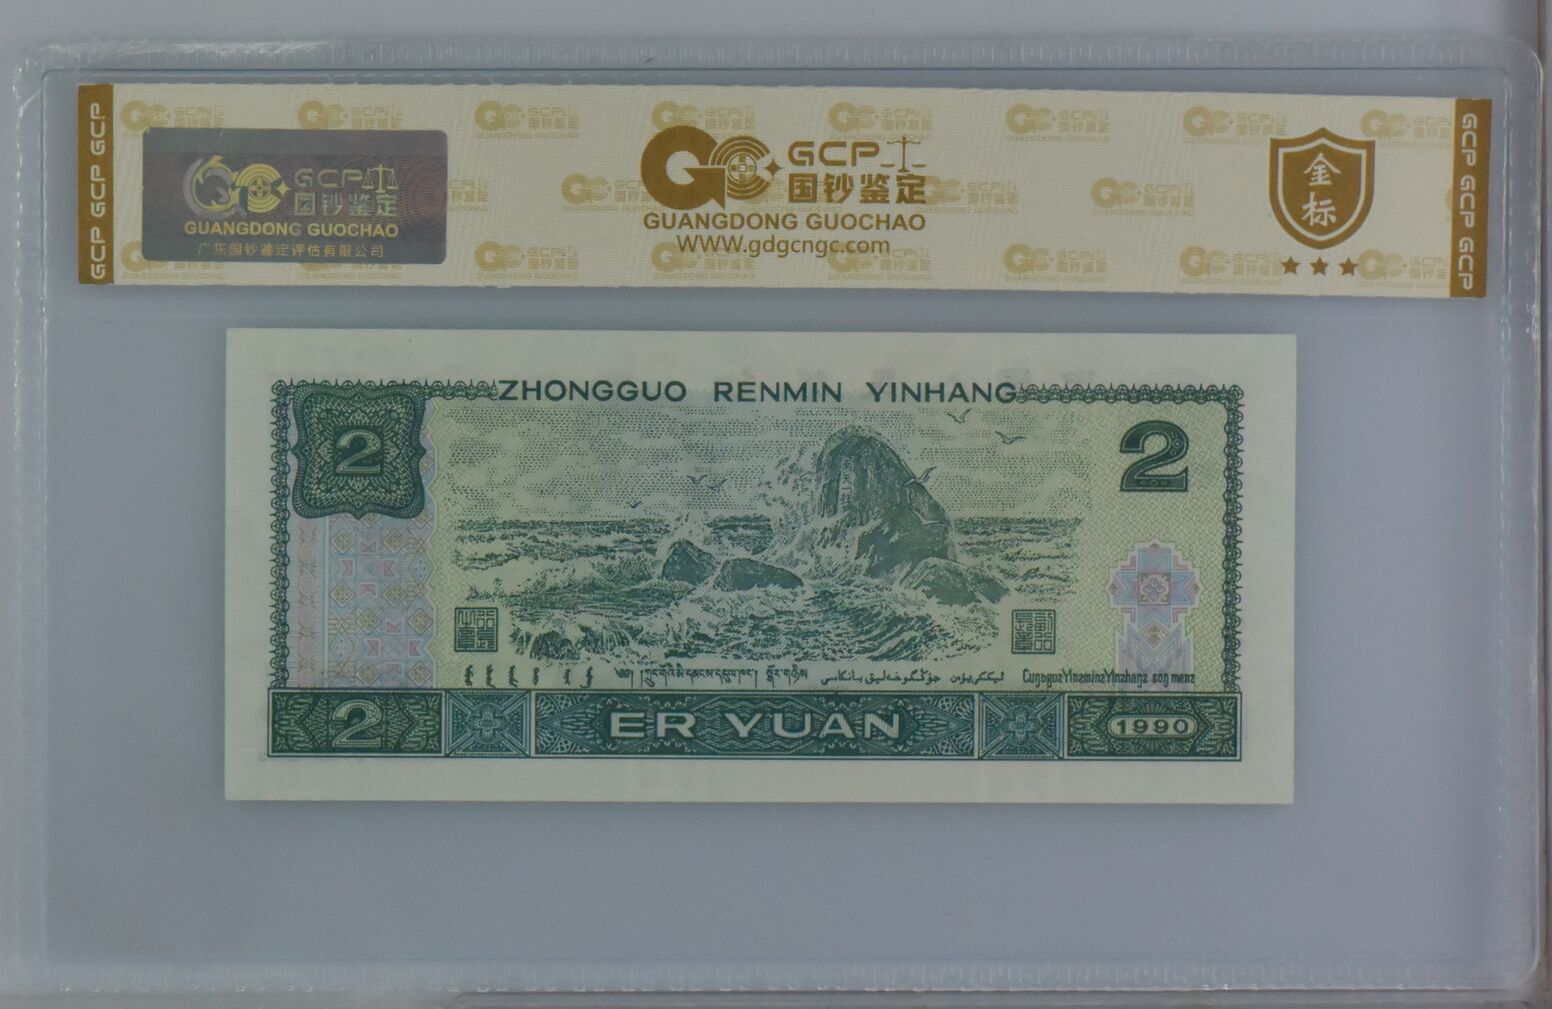 GCP GCP GCP
GCP
国钞鉴定
GUANGDONG GUOCHAO
广东国钞鉴定评估有限公司
GCP
国钞鉴定
GUANGDONG GUOCHAO
WWW.gdgcngc.com
金
标
GCP GCP GCP
ZHONGGUO RENMIN YINHANG
2
2
2
ER YUAN
1990